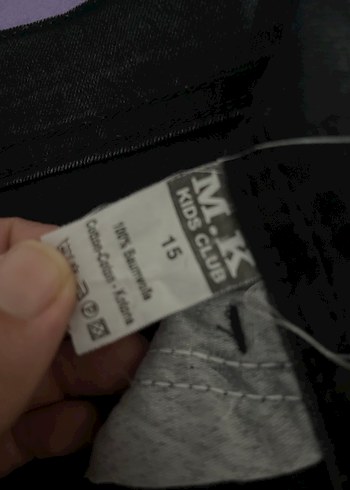 M.K
KIDS CLUB
15
100% Baumwolle
Cotton-Coton-Katoen